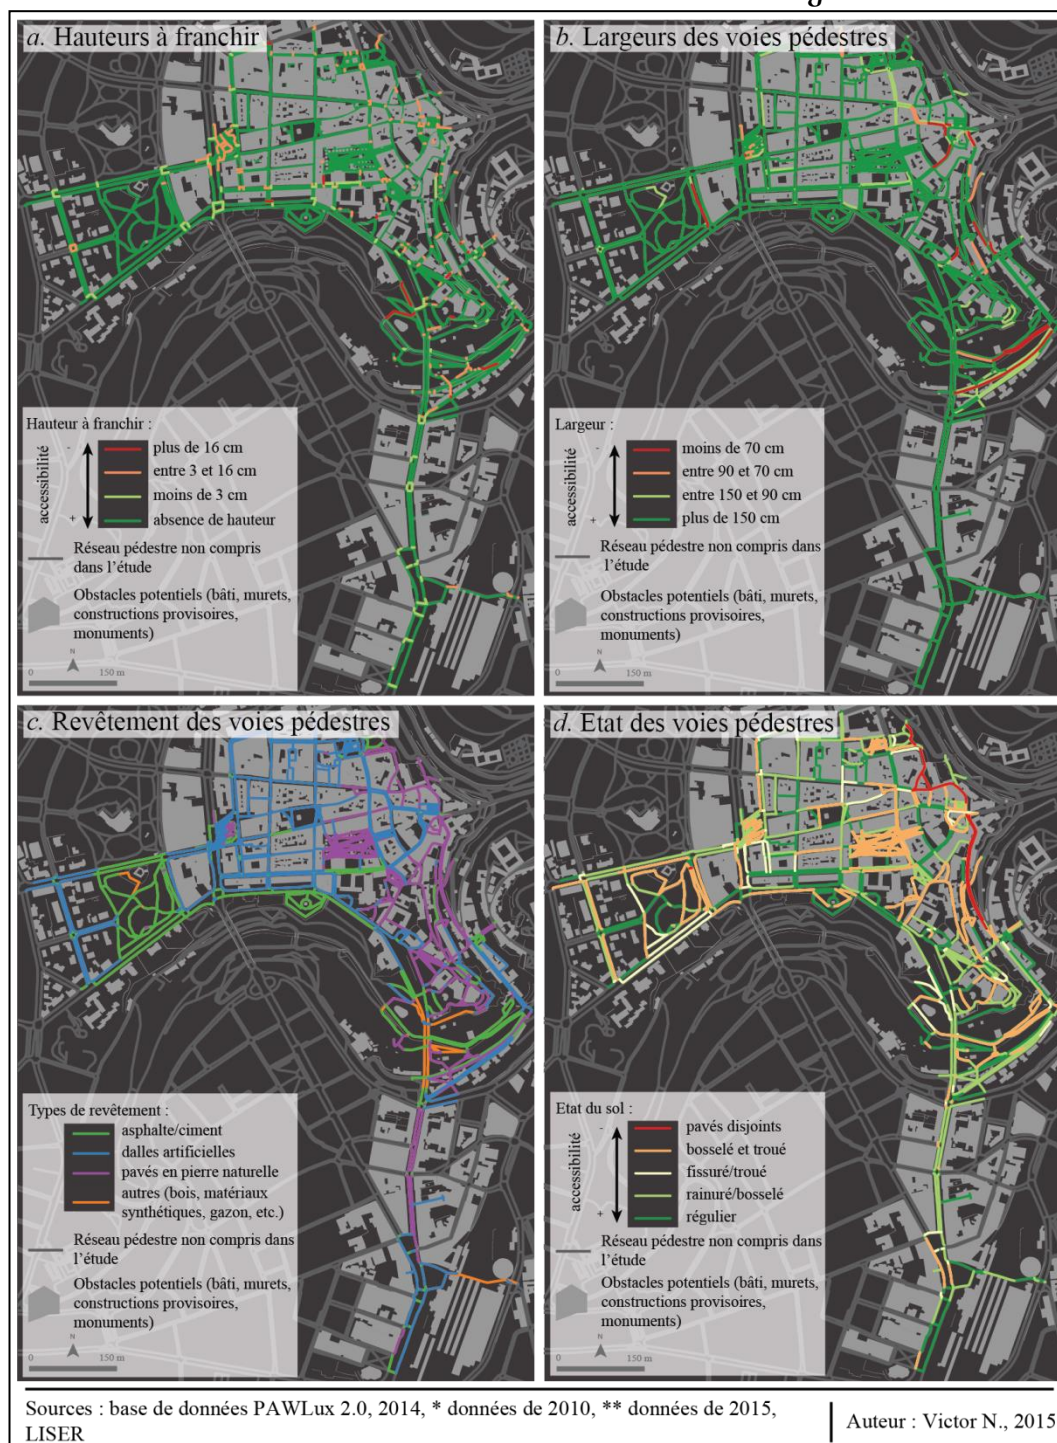 a. Hauteurs à franchir
Hauteur à franchir :
accessibilité
-
+
plus de 16 cm
entre 3 et 16 cm
moins de 3 cm
absence de hauteur
Réseau pédestre non compris
dans l'étude
Obstacles potentiels (bâti, murets,
constructions provisoires,
monuments)
N
0 150 m
b. Largeurs des voies pédestres
Largeur :
accessibilité
-
+
moins de 70 cm
entre 90 et 70 cm
entre 150 et 90 cm
plus de 150 cm
Réseau pédestre non compris dans
l'étude
Obstacles potentiels (bâti, murets,
constructions provisoires,
monuments)
N
0 150 m
c. Revêtement des voies pédestres
Types de revêtement :
asphalte/ciment
dalles artificielles
pavés en pierre naturelle
autres (bois, matériaux
synthétiques, gazon, etc.)
Réseau pédestre non compris dans
l'étude
Obstacles potentiels (bâti, murets,
constructions provisoires,
monuments)
N
0 150 m
d. Etat des voies pédestres
Etat du sol :
accessibilité
-
+
pavés disjoints
bosselé et troué
fissuré/troué
rainuré/bosselé
régulier
Réseau pédestre non compris dans
l'étude
Obstacles potentiels (bâti, murets,
constructions provisoires,
monuments)
N
0 150 m
Sources : base de données PAWLux 2.0, 2014, * données de 2010, ** données de 2015,
LISER
Auteur : Victor N., 2015